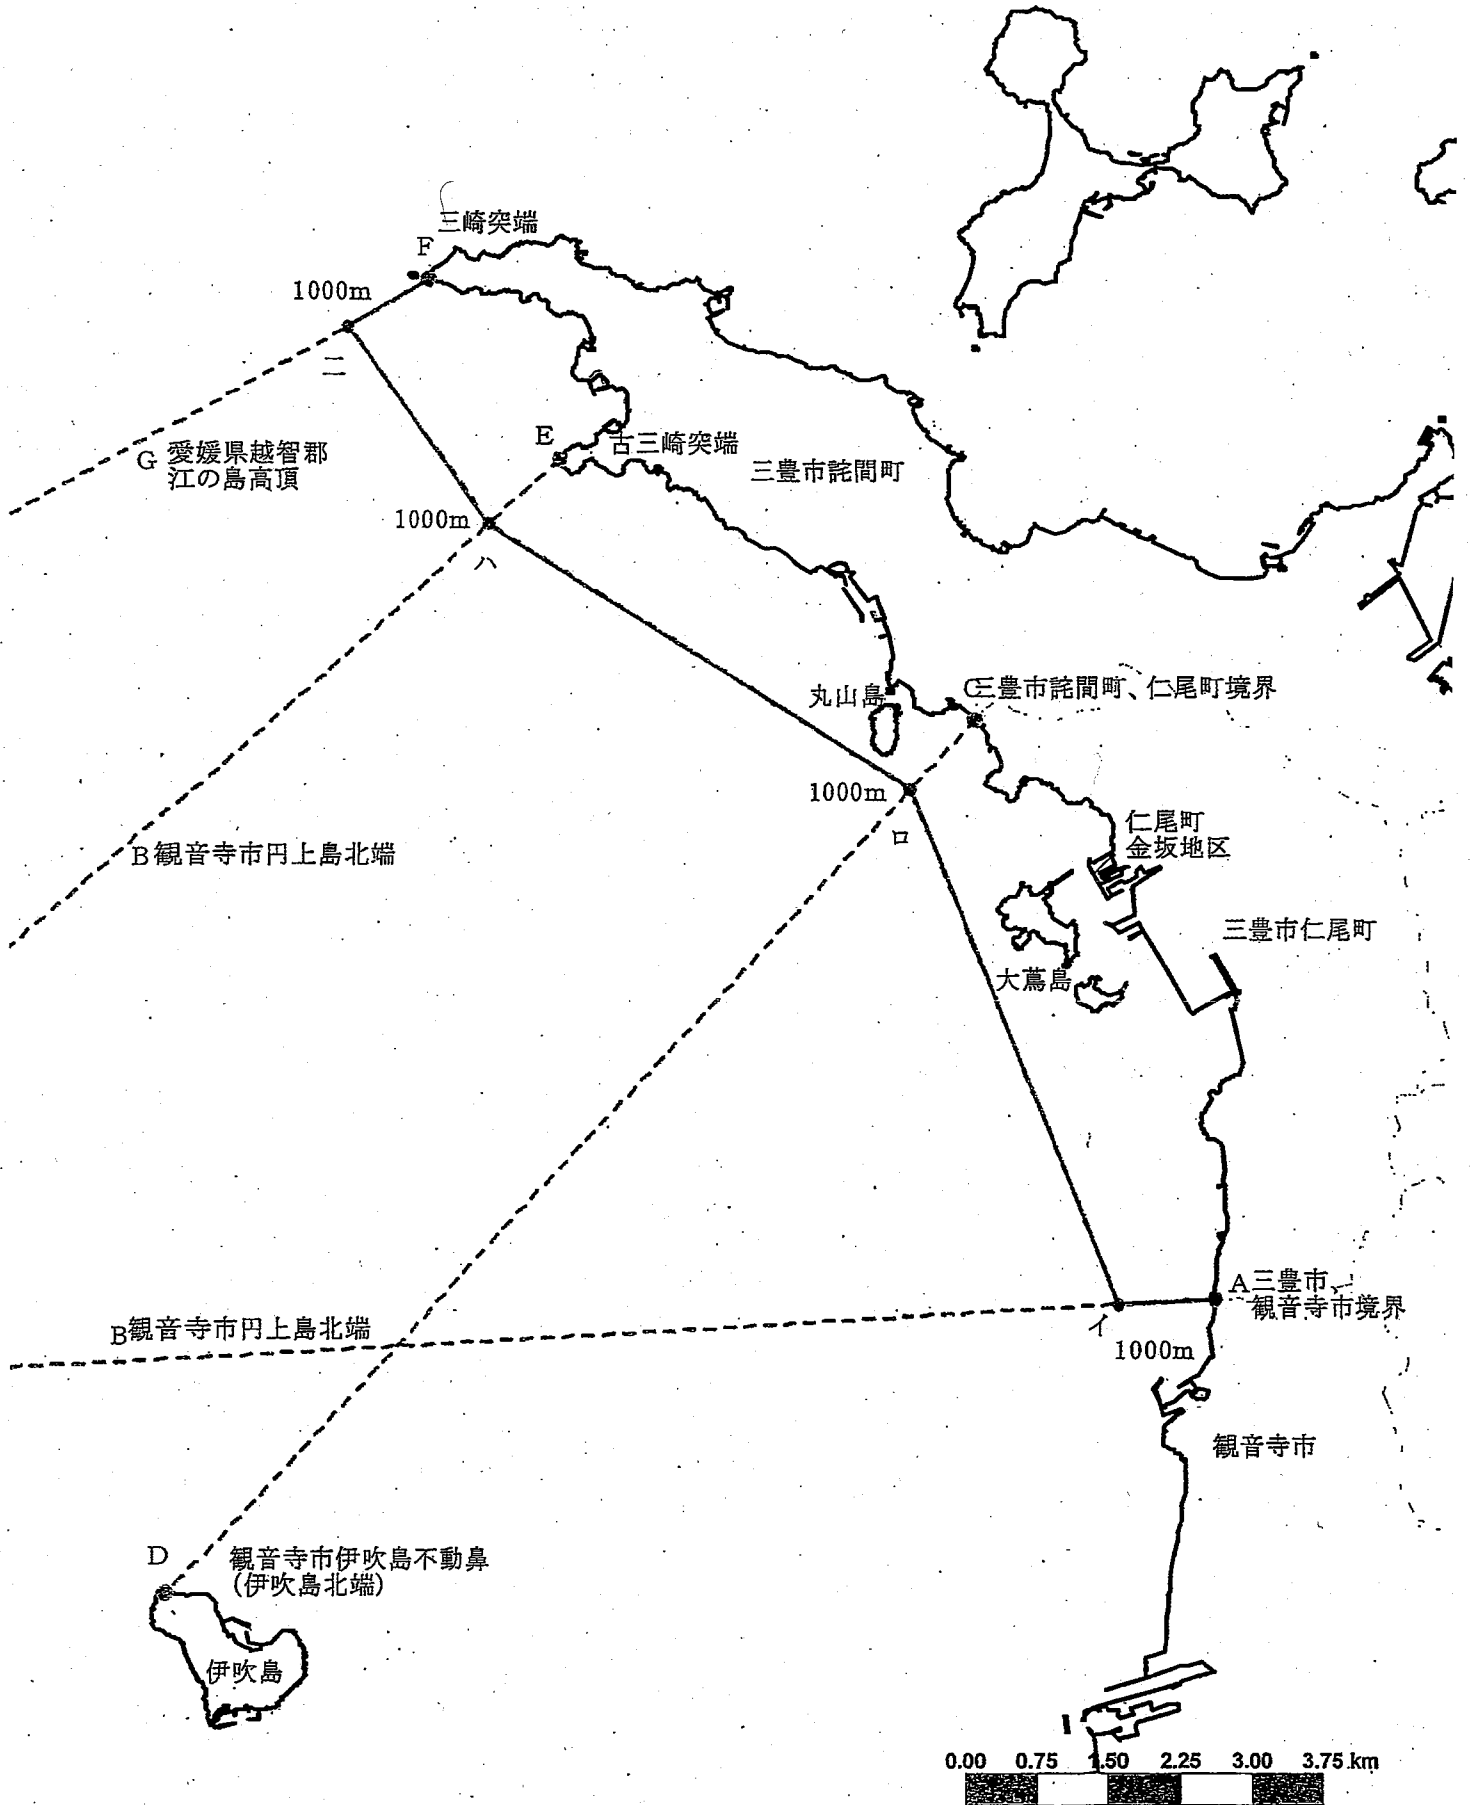 三崎突端
F
1000m
ニ
G 愛媛県越智郡
江の島高頂
E
古三崎突端
三豊市詫間町
1000m
ハ
丸山島
C三豊市詫間町、仁尾町境界
1000m
ロ
仁尾町
金坂地区
B観音寺市円上島北端
三豊市仁尾町
大蔦島
A三豊市、
観音寺市境界
イ
B観音寺市円上島北端
1000m
観音寺市
D
観音寺市伊吹島不動鼻
(伊吹島北端)
伊吹島
0.00 0.75 1.50 2.25 3.00 3.75 km